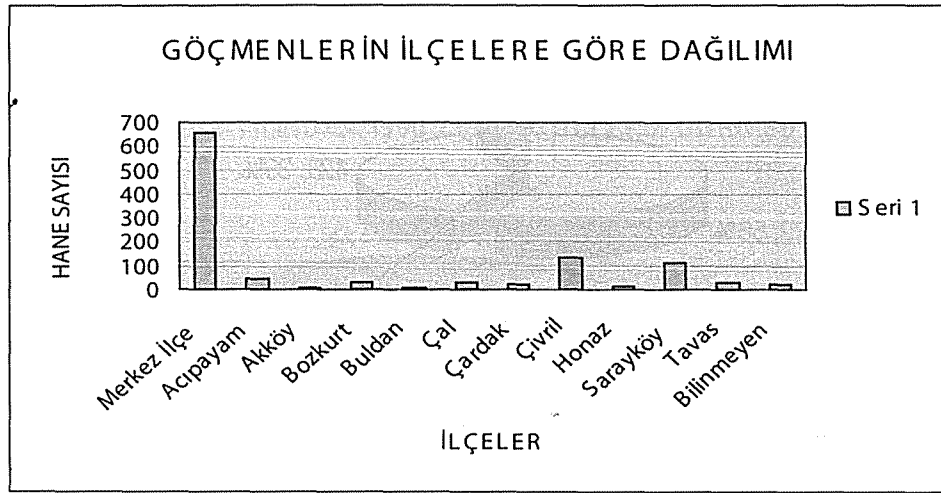 GÖÇMENLERİN İLÇELERE GÖRE DAĞILIMI
HANE SAYISI
700
600
500
400
300
200
100
0
Merkez İlçe
Acıpayam
Akköy
Bozkurt
Buldan
Çal
Çardak
Çivril
Honaz
Sarayköy
Tavas
Bilinmeyen
İLÇELER
Seri 1